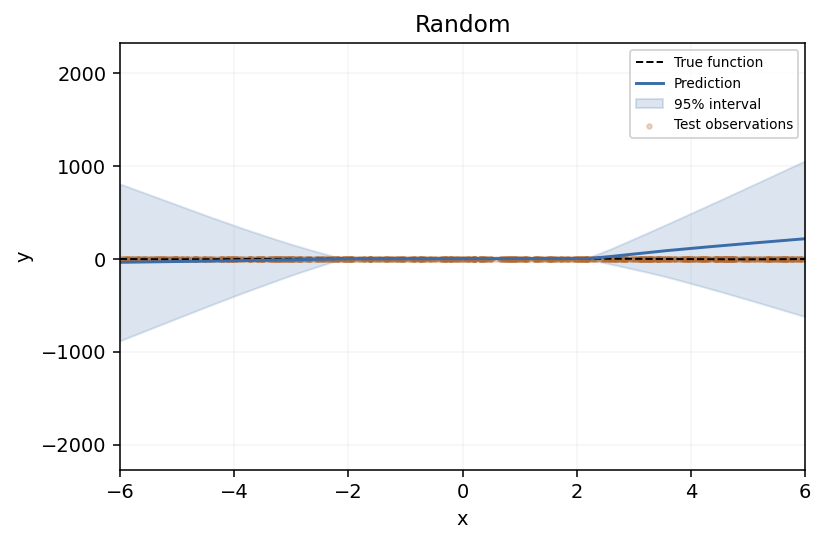 Random
True function
Prediction
95% interval
Test observations
2000
1000
0
−1000
−2000
y
−6
−4
−2
0
2
4
6
x